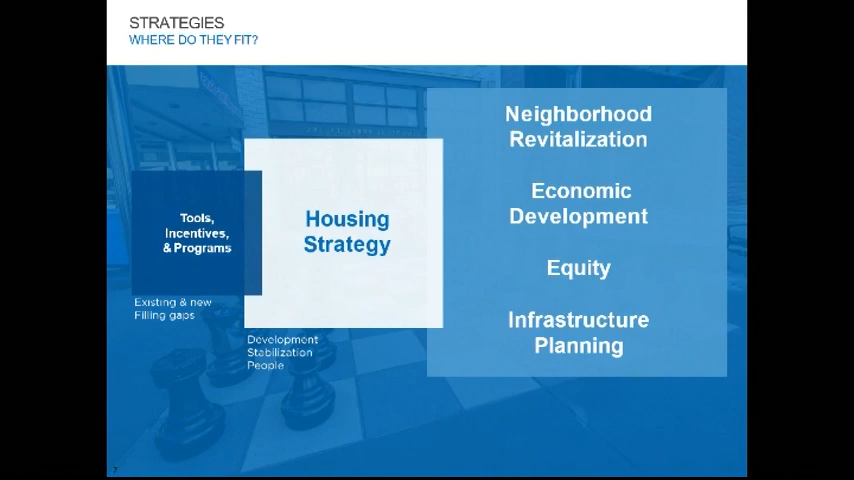 STRATEGIES
WHERE DO THEY FIT?
Tools,
Incentives,
& Programs
Existing & new
Filling gaps
Housing
Strategy
Development
Stabilization
People
Neighborhood
Revitalization
Economic
Development
Equity
Infrastructure
Planning
7